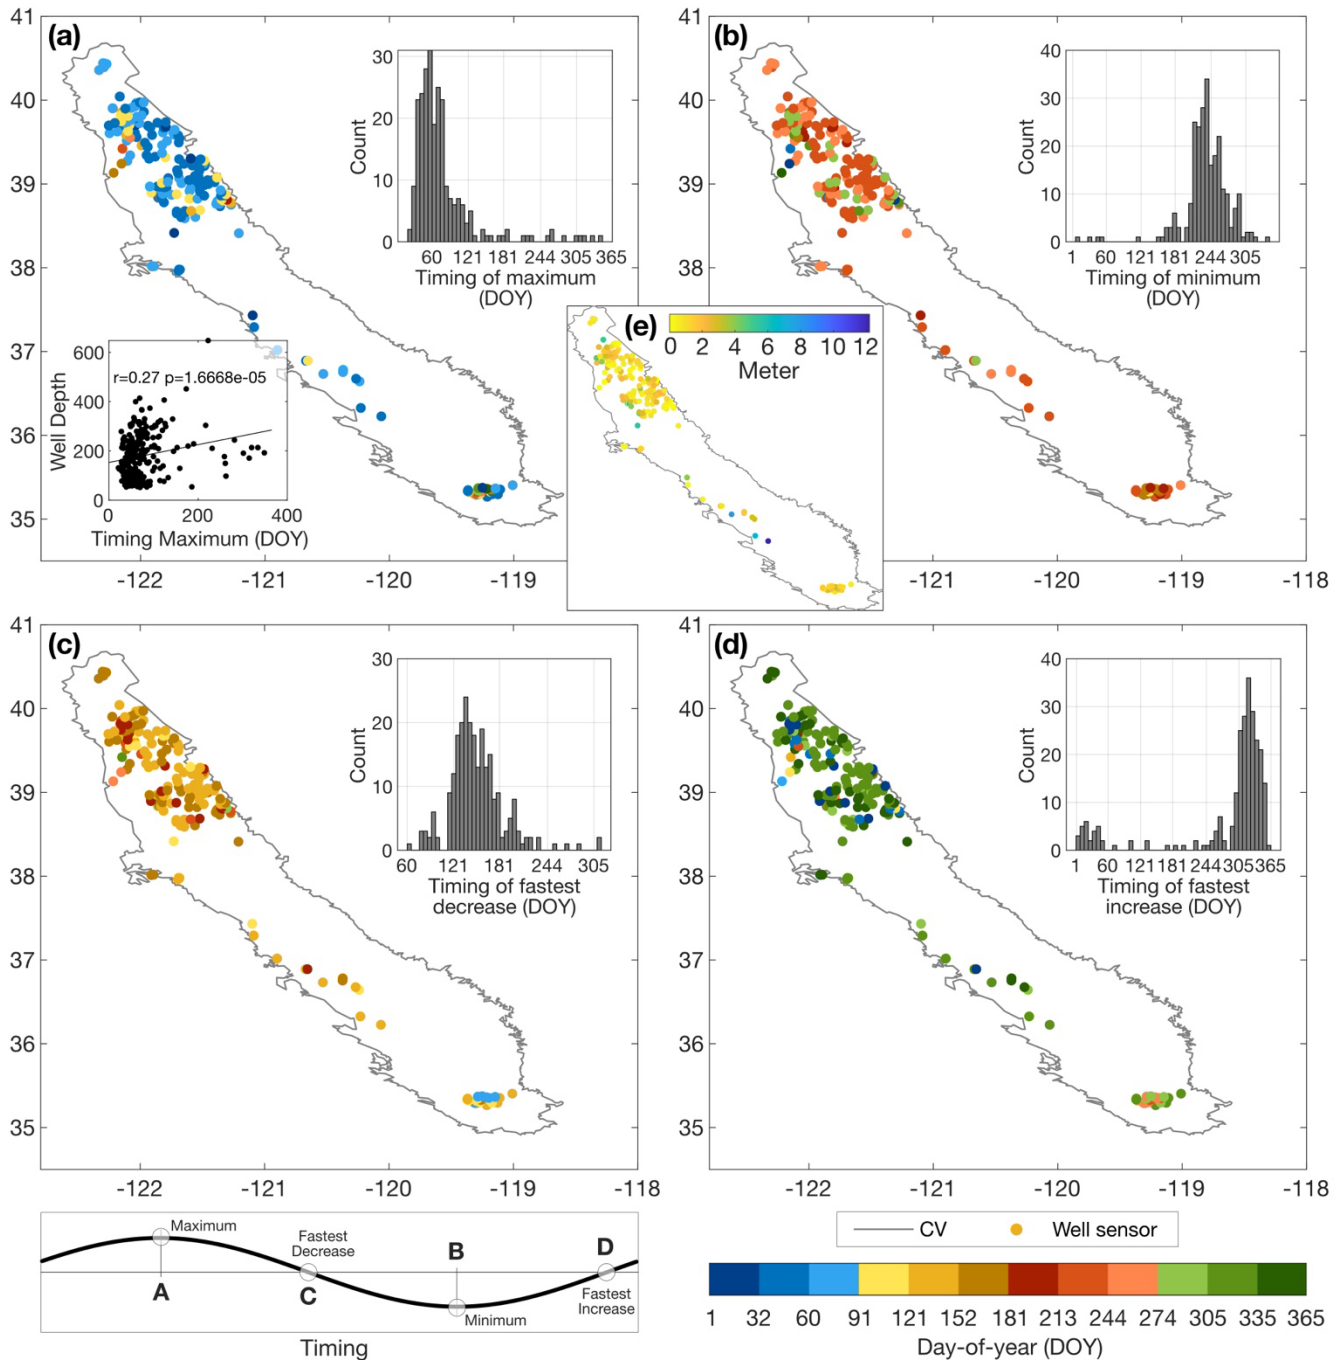 (a)
41
40
39
38
37
36
35
-122
-121
-120
-119
30
20
10
0
Count
60 121 181 244 305 365
Timing of maximum
(DOY)
600
400
200
0
Well Depth
r=0.27 p=1.6668e-05
0 200 400
Timing Maximum (DOY)
(b)
40
30
20
10
0
Count
1 60 121 181 244 305
Timing of minimum
(DOY)
-121
-120
-119
-118
(e)
0 2 4 6 8 10 12
Meter
(c)
41
40
39
38
37
36
35
-122
-121
-120
-119
-118
30
20
10
0
Count
60 121 181 244 305
Timing of fastest
decrease (DOY)
(d)
41
40
39
38
37
36
35
-122
-121
-120
-119
-118
40
30
20
10
0
Count
1 60 121 181 244 305 365
Timing of fastest
increase (DOY)
Maximum
A
Fastest
Decrease
C
B
Minimum
D
Fastest
Increase
Timing
CV
Well sensor
1 32 60 91 121 152 181 213 244 274 305 335 365
Day-of-year (DOY)